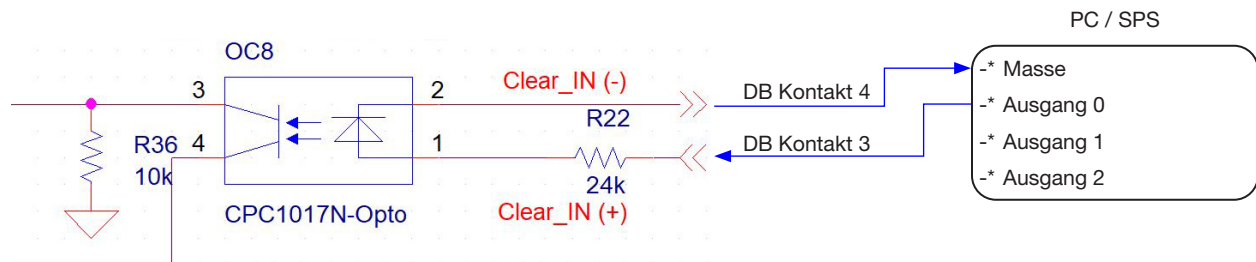 PC / SPS
OC8
3
2
Clear_IN (-)
DB Kontakt 4
-* Masse
R22
-* Ausgang 0
R36
10k
4
1
24k
DB Kontakt 3
-* Ausgang 1
-* Ausgang 2
CPC1017N-Opto
Clear_IN (+)